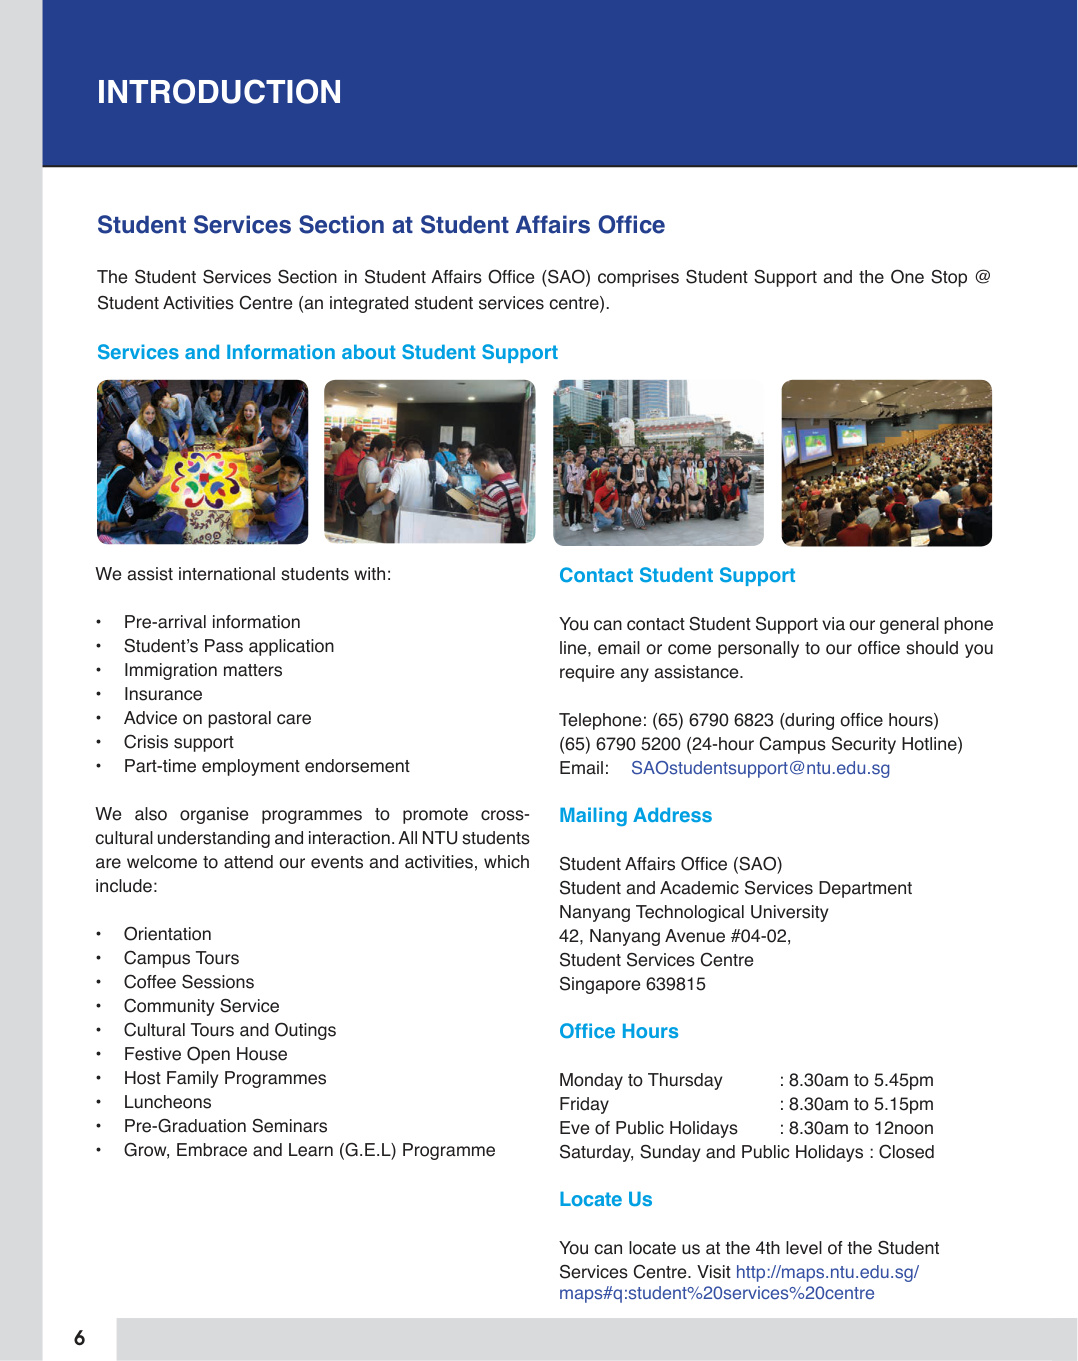 INTRODUCTION
Student Services Section at Student Affairs Office
The Student Services Section in Student Affairs Office (SAO) comprises Student Support and the One Stop @
Student Activities Centre (an integrated student services centre).
Services and Information about Student Support
We assist international students with:
• Pre-arrival information
• Student’s Pass application
• Immigration matters
• Insurance
• Advice on pastoral care
• Crisis support
• Part-time employment endorsement
We also organise programmes to promote cross-
cultural understanding and interaction. All NTU students
are welcome to attend our events and activities, which
include:
• Orientation
• Campus Tours
• Coffee Sessions
• Community Service
• Cultural Tours and Outings
• Festive Open House
• Host Family Programmes
• Luncheons
• Pre-Graduation Seminars
• Grow, Embrace and Learn (G.E.L) Programme
Contact Student Support
You can contact Student Support via our general phone
line, email or come personally to our office should you
require any assistance.
Telephone: (65) 6790 6823 (during office hours)
(65) 6790 5200 (24-hour Campus Security Hotline)
Email: SAOstudentsupport@ntu.edu.sg
Mailing Address
Student Affairs Office (SAO)
Student and Academic Services Department
Nanyang Technological University
42, Nanyang Avenue #04-02,
Student Services Centre
Singapore 639815
Office Hours
Monday to Thursday : 8.30am to 5.45pm
Friday : 8.30am to 5.15pm
Eve of Public Holidays : 8.30am to 12noon
Saturday, Sunday and Public Holidays : Closed
Locate Us
You can locate us at the 4th level of the Student
Services Centre. Visit http://maps.ntu.edu.sg/
maps#q:student%20services%20centre
6